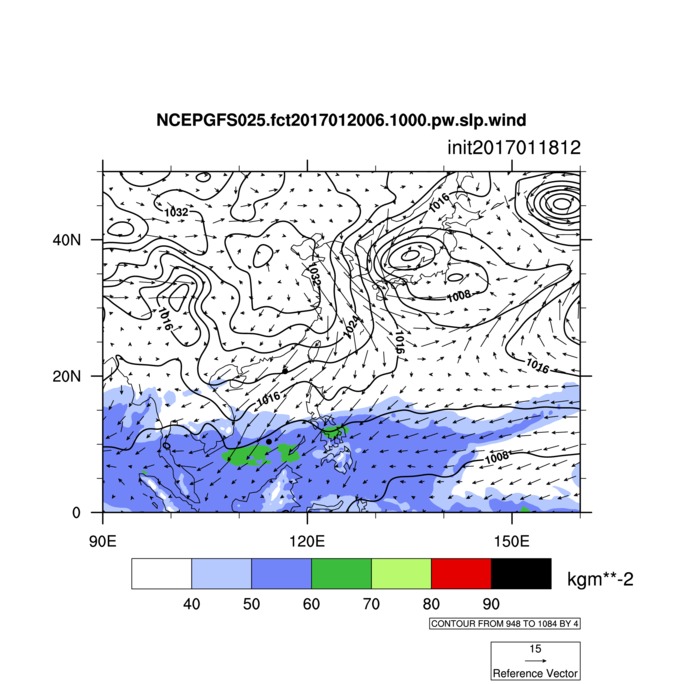 NCEPGFS025.fct2017012006.1000.pw.slp.wind
init2017011812
1032
1016
40N
1032
1008
1016
1024
1016
1016
20N
1016
1008
0
90E 120E 150E
40 50 60 70 80 90
kgm**-2
CONTOUR FROM 948 TO 1084 BY 4
15
Reference Vector